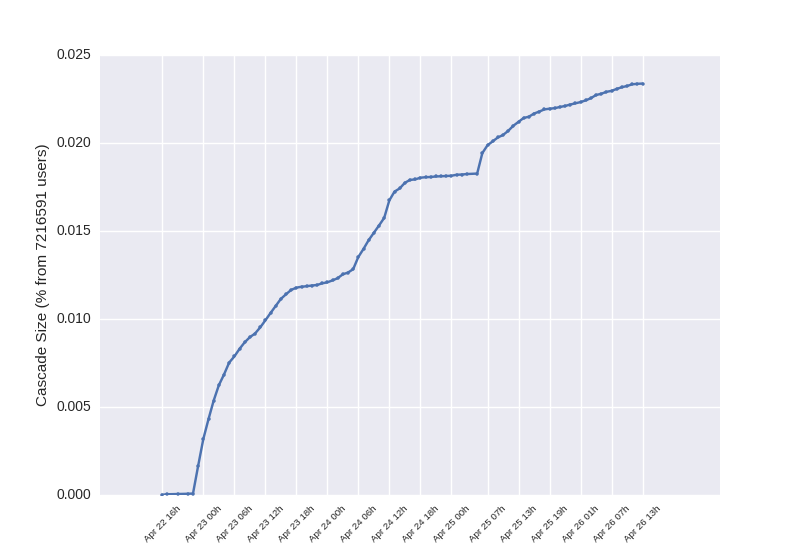 0.025
0.020
0.015
0.010
0.005
0.000
Cascade Size (% from 7216591 users)
Apr 22 16h
Apr 23 00h
Apr 23 06h
Apr 23 12h
Apr 23 18h
Apr 24 00h
Apr 24 06h
Apr 24 12h
Apr 24 18h
Apr 25 00h
Apr 25 07h
Apr 25 13h
Apr 25 19h
Apr 26 01h
Apr 26 07h
Apr 26 13h